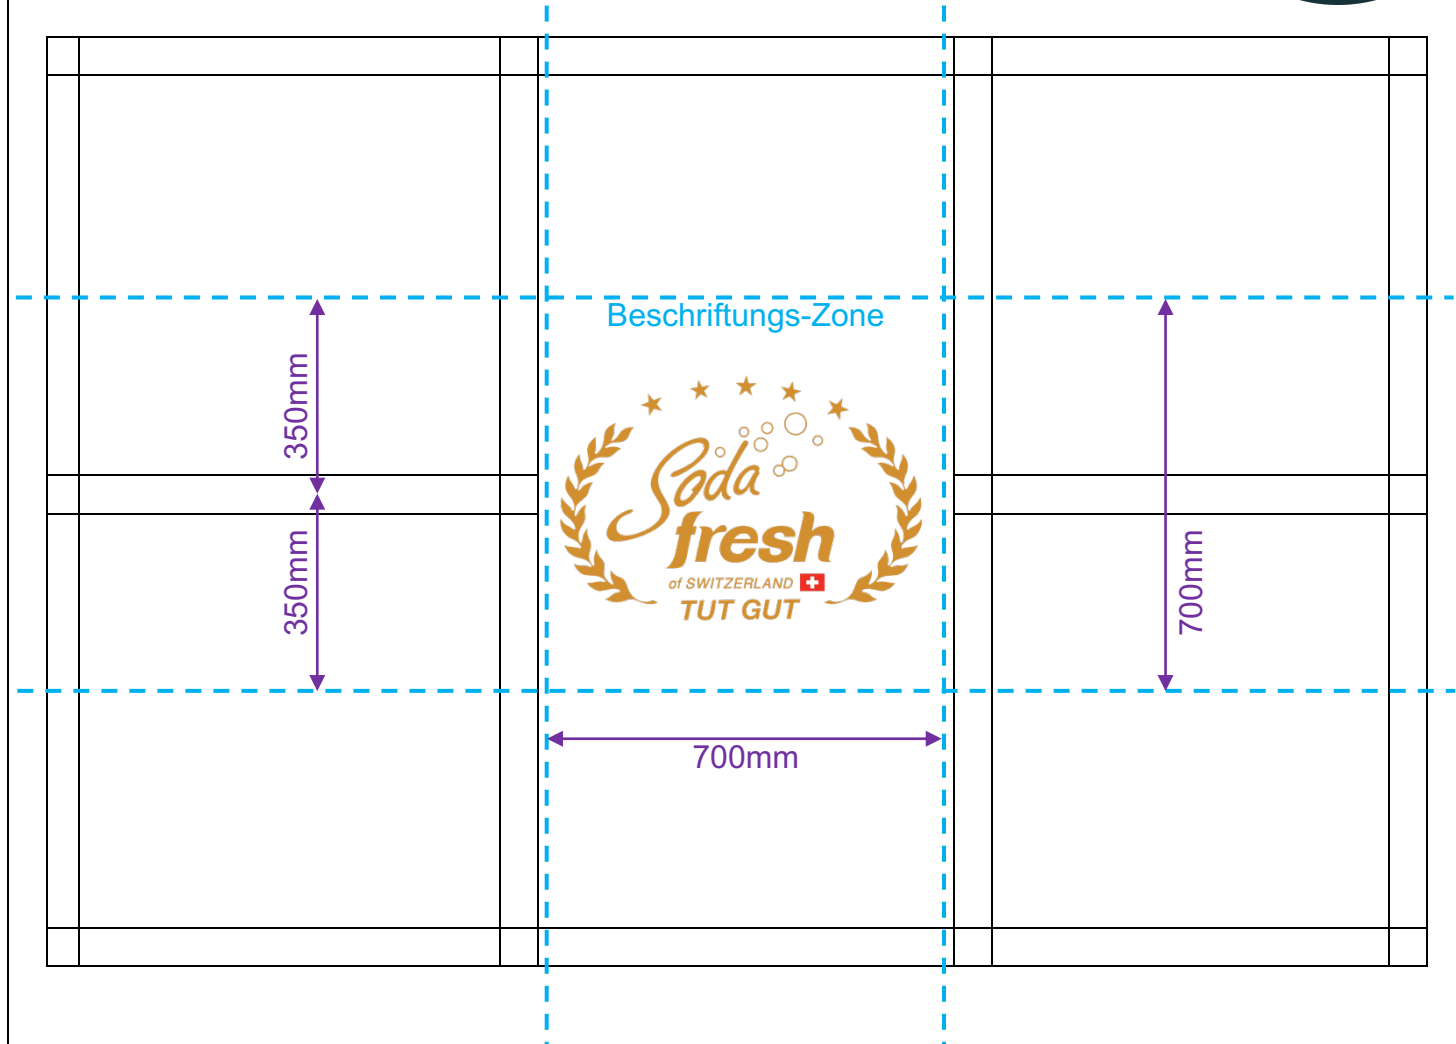 Beschriftungs-Zone
350mm
Soda
fresh
350mm
700mm
of SWITZERLAND
TUT GUT
700mm